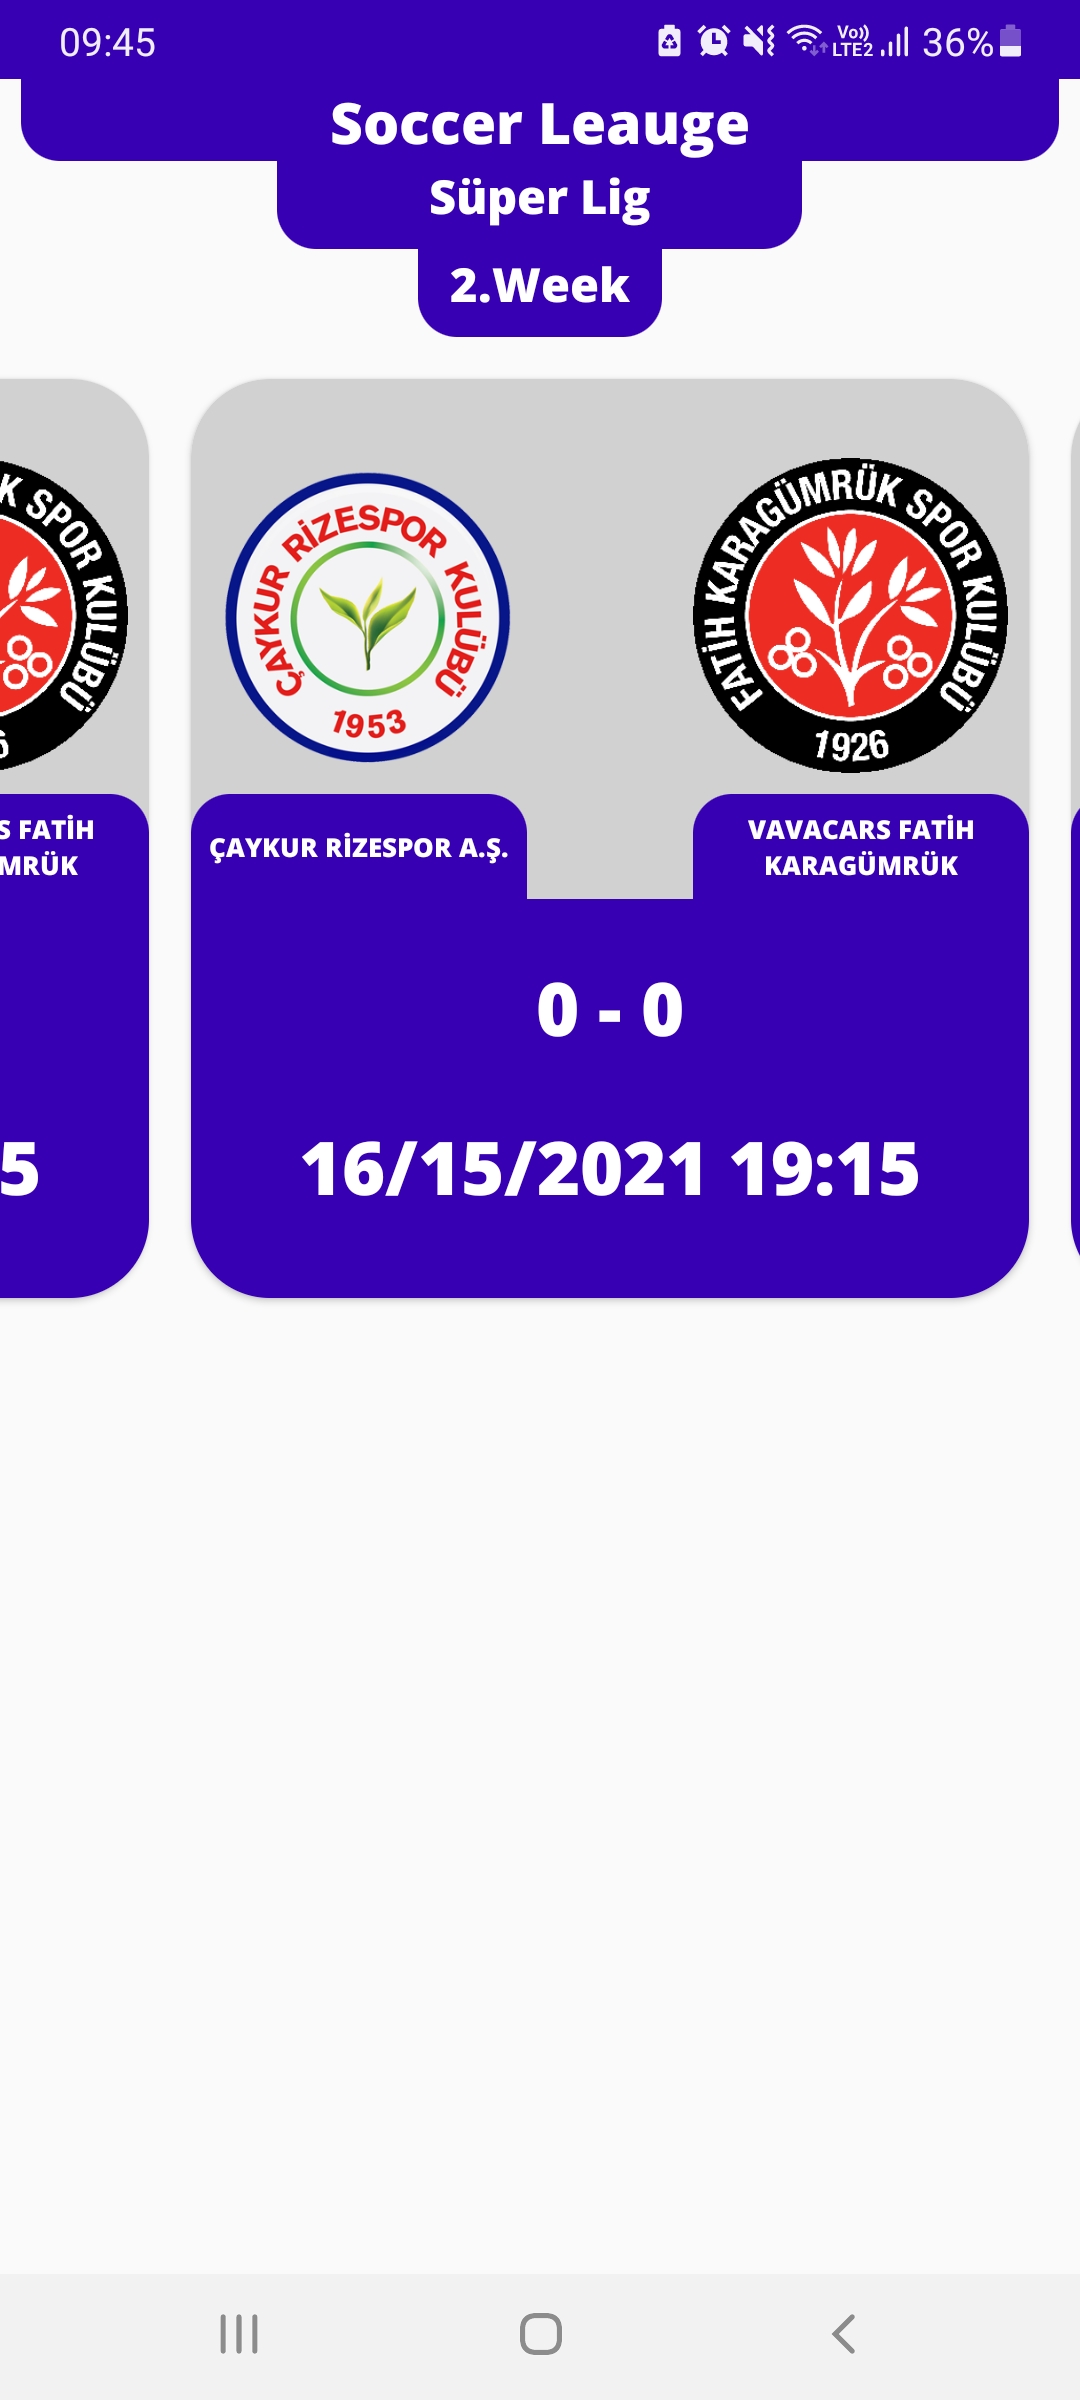 09:45
Vo)) LTE2 36%
Soccer Leauge
Süper Lig
2.Week
K SPOR KULÜBÜ
6
S FATİH
MRÜK
5
ÇAYKUR RİZESPOR KULÜBÜ
1953
FATİH KARAGÜMRÜK SPOR KULÜBÜ
1926
ÇAYKUR RİZESPOR A.Ş.
VAVACARS FATİH
KARAGÜMRÜK
0 - 0
16/15/2021 19:15